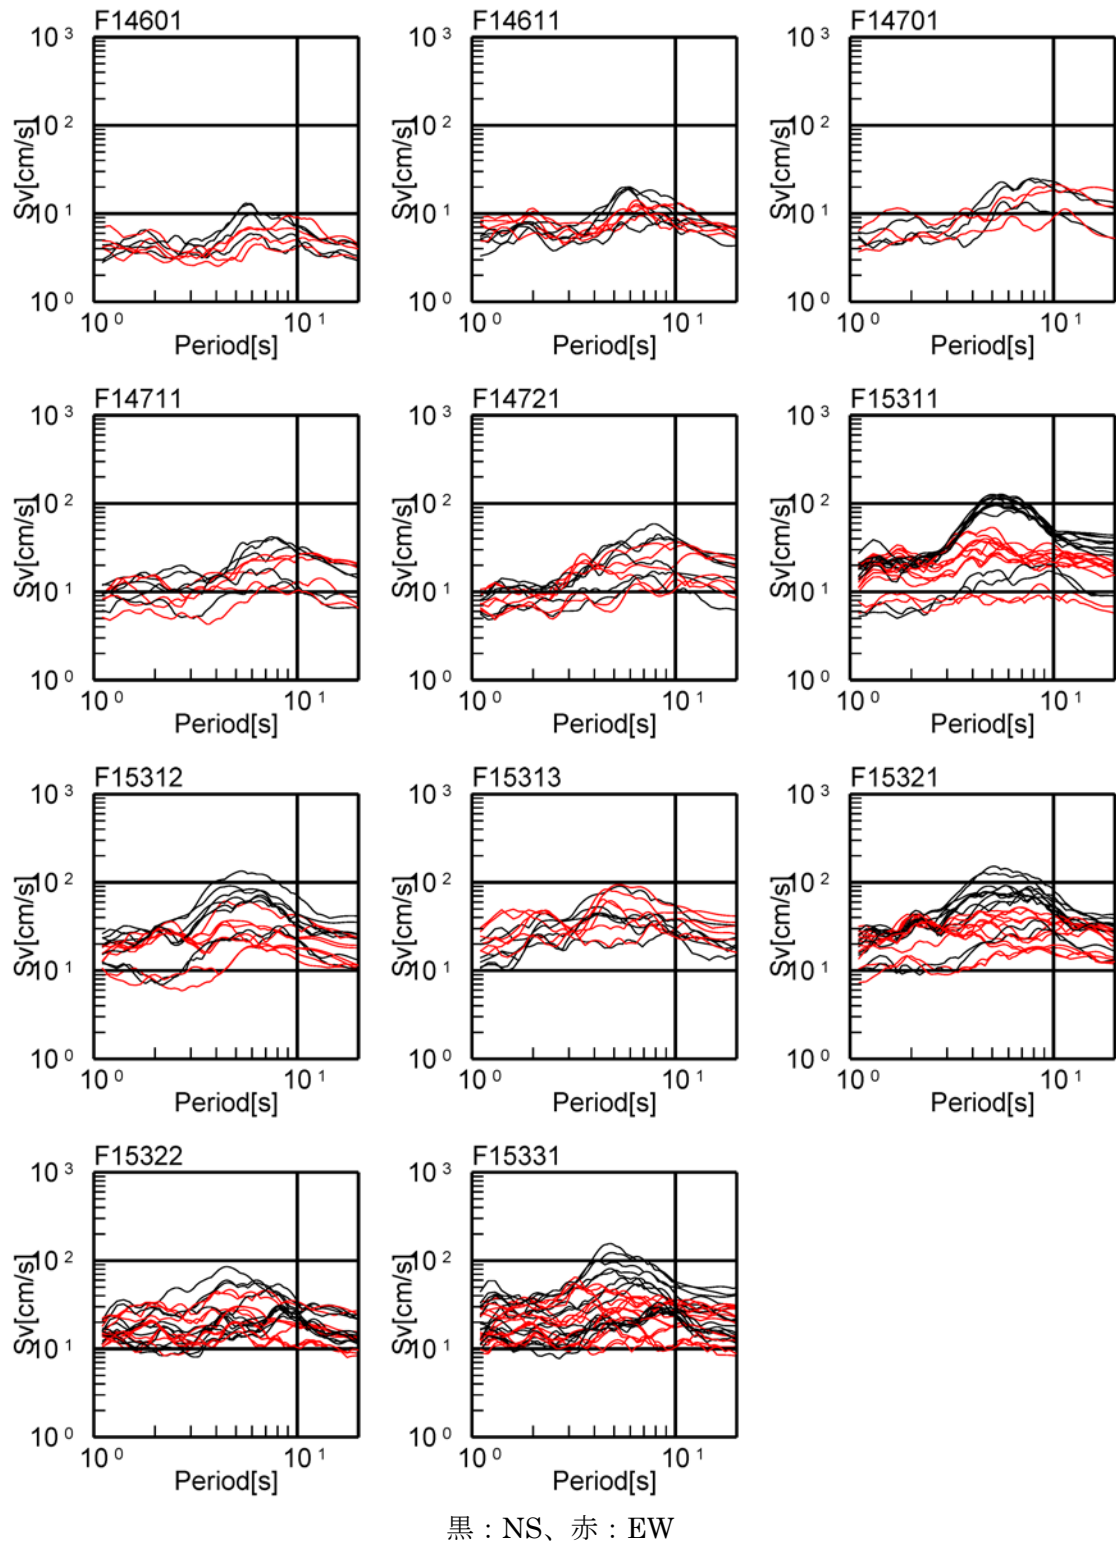 F14601 F14611 F14701
10³ 10³ 10³
10² 10² 10²
Sv[cm/s] Sv[cm/s] Sv[cm/s]
10¹ 10¹ 10¹
10⁰ 10⁰ 10⁰
10⁰ 10¹ 10⁰ 10¹ 10⁰ 10¹
Period[s] Period[s] Period[s]
F14711 F14721 F15311
10³ 10³ 10³
10² 10² 10²
Sv[cm/s] Sv[cm/s] Sv[cm/s]
10¹ 10¹ 10¹
10⁰ 10⁰ 10⁰
10⁰ 10¹ 10⁰ 10¹ 10⁰ 10¹
Period[s] Period[s] Period[s]
F15312 F15313 F15321
10³ 10³ 10³
10² 10² 10²
Sv[cm/s] Sv[cm/s] Sv[cm/s]
10¹ 10¹ 10¹
10⁰ 10⁰ 10⁰
10⁰ 10¹ 10⁰ 10¹ 10⁰ 10¹
Period[s] Period[s] Period[s]
F15322 F15331
10³ 10³
10² 10²
Sv[cm/s] Sv[cm/s]
10¹ 10¹
10⁰ 10⁰
10⁰ 10¹ 10⁰ 10¹
Period[s] Period[s]
黒:NS、赤:EW